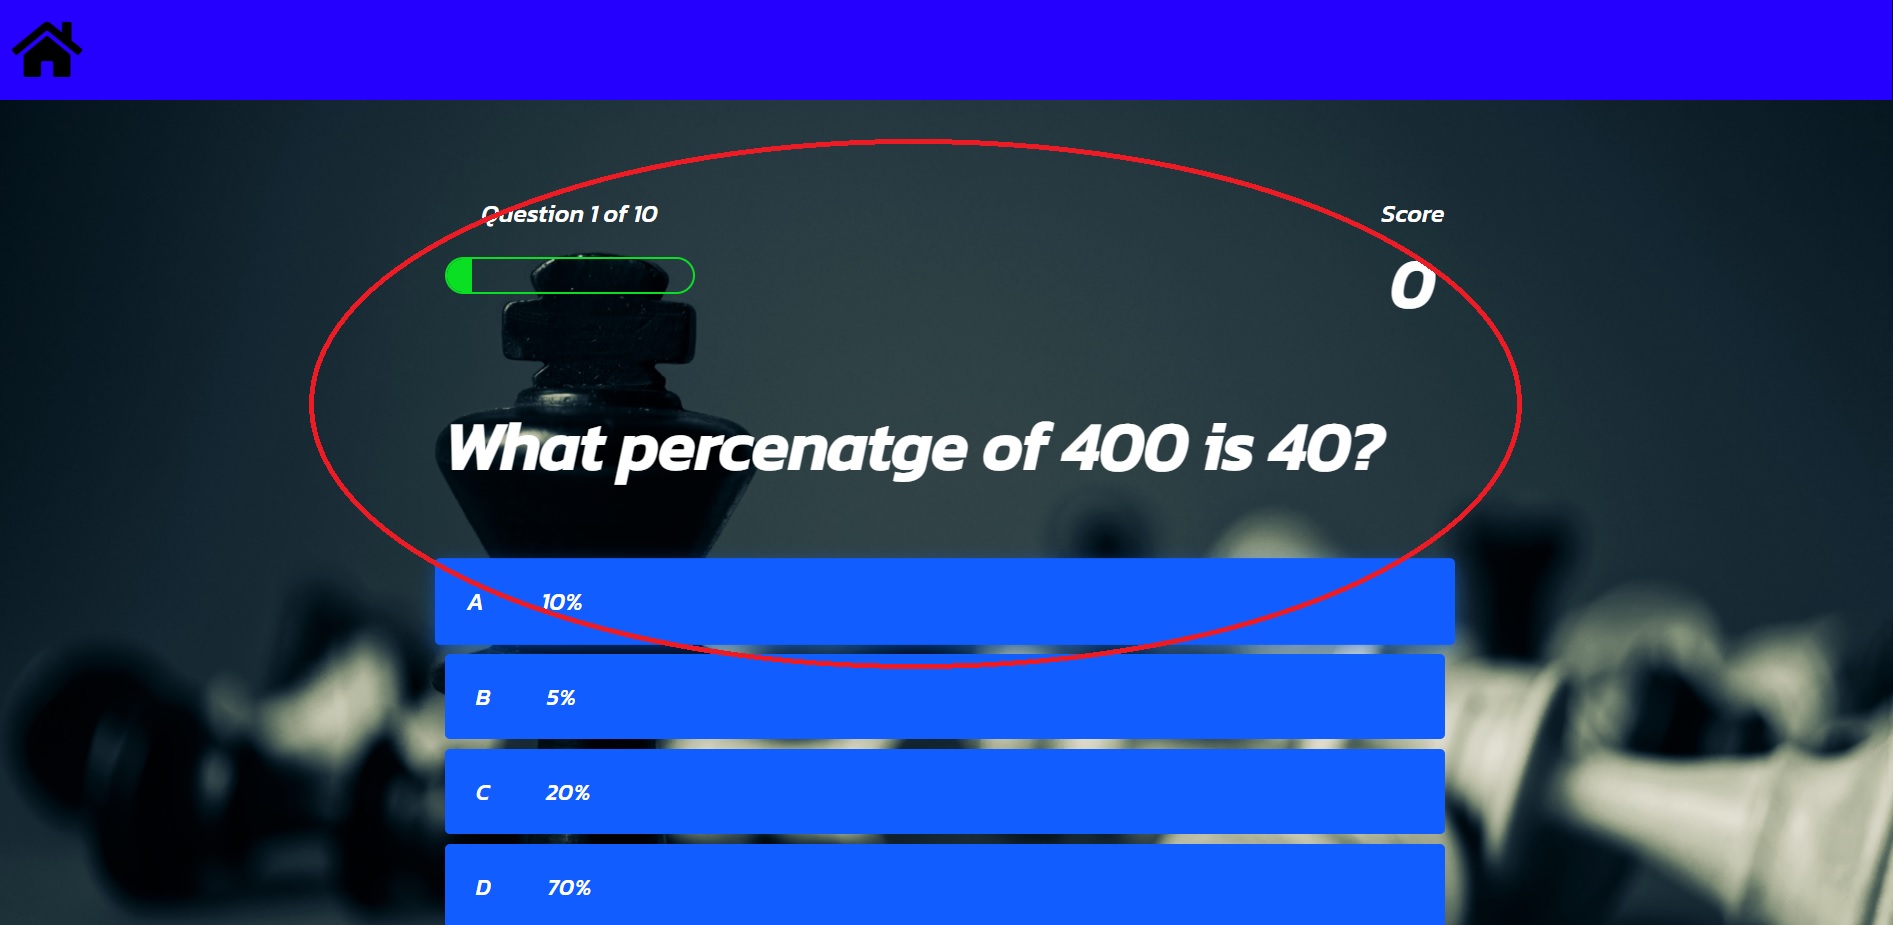 Question 1 of 10
Score
0
What percenatge of 400 is 40?
A 10%
B 5%
C 20%
D 70%